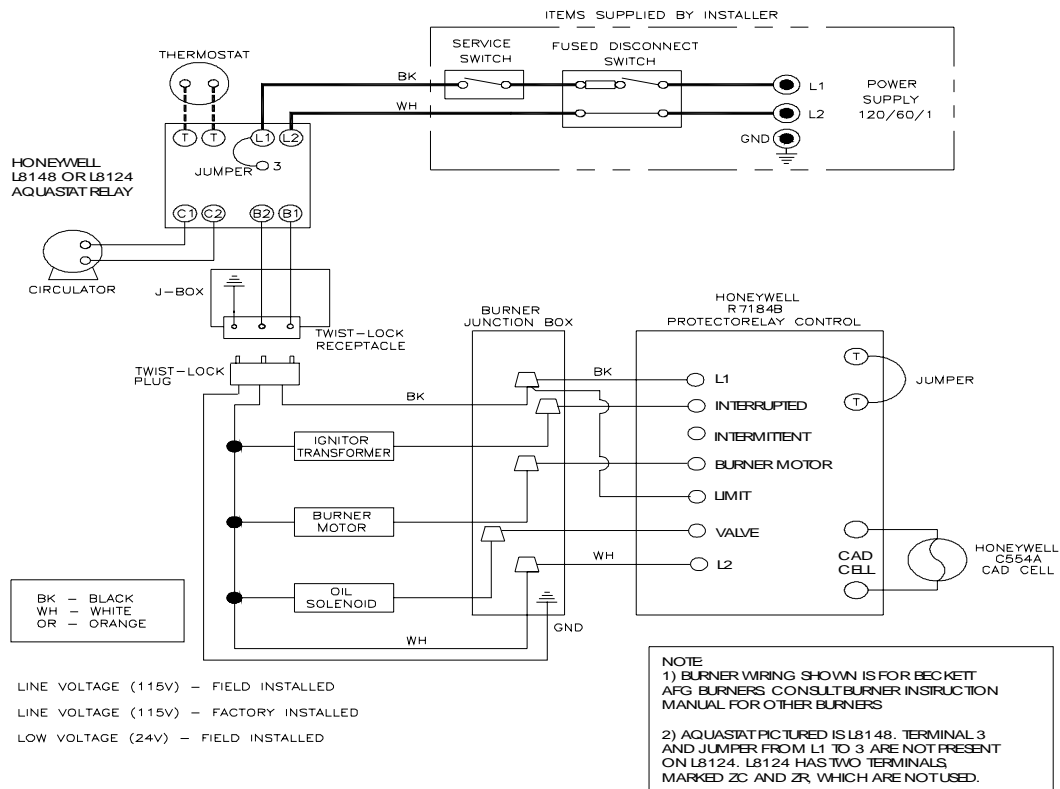 ITEMS SUPPLIED BY INSTALLER
SERVICE
SWITCH
FUSED DISCONNECT
SWITCH
THERMOSTAT
BK
WH
L1
L2
GND
POWER
SUPPLY
120/60/1
T
T
L1
L2
JUMPER
3
HONEYWELL
L8148 OR L8124
AQUASTAT RELAY
C1
C2
B2
B1
CIRCULATOR
J-BOX
TWIST-LOCK
RECEPTACLE
TWIST-LOCK
PLUG
BURNER
JUNCTION BOX
HONEYWELL
R7184B
PROTECTORELAY CONTROL
BK
BK
L1
INTERRUPTED
INTERMITTENT
BURNER MOTOR
LIMIT
VALVE
L2
WH
T
T
JUMPER
IGNITOR
TRANSFORMER
BURNER
MOTOR
OIL
SOLENOID
WH
GND
CAD
CELL
HONEYWELL
C554A
CAD CELL
BK – BLACK
WH – WHITE
OR – ORANGE
LINE VOLTAGE (115V) – FIELD INSTALLED
LINE VOLTAGE (115V) – FACTORY INSTALLED
LOW VOLTAGE (24V) – FIELD INSTALLED
NOTE
1) BURNER WIRING SHOWN IS FOR BECKETT
AFG BURNERS. CONSULT BURNER INSTRUCTION
MANUAL FOR OTHER BURNERS
2) AQUASTAT PICTURED IS L8148. TERMINAL 3
AND JUMPER FROM L1 TO 3 ARE NOT PRESENT
ON L8124. L8124 HAS TWO TERMINALS,
MARKED ZC AND ZR, WHICH ARE NOT USED.